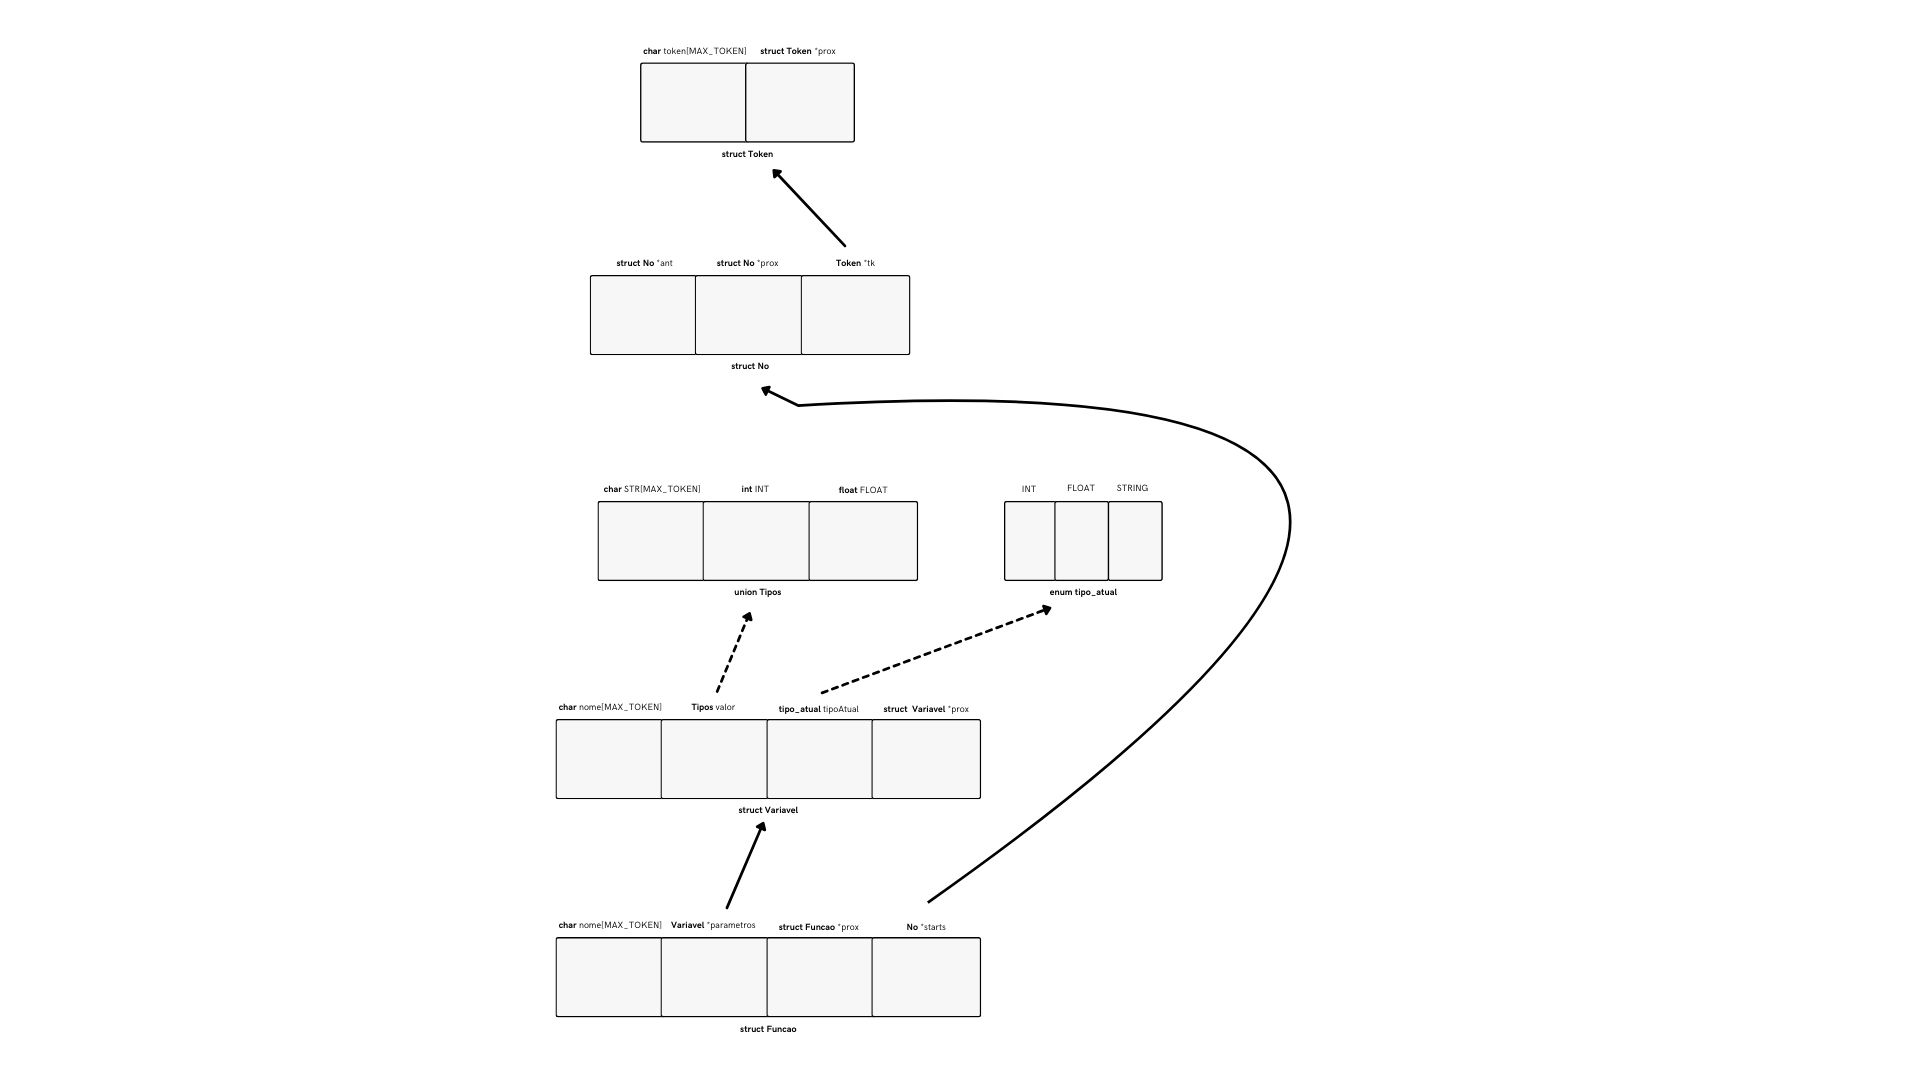 char token[MAX_TOKEN] struct Token *prox
struct Token
struct No *ant struct No *prox Token *tk
struct No
char STR[MAX_TOKEN] int INT float FLOAT INT FLOAT STRING
union Tipos enum tipo_atual
char nome[MAX_TOKEN] Tipos valor tipo_atual tipoAtual struct Variavel *prox
struct Variavel
char nome[MAX_TOKEN] Variavel *parametros struct Funcao *prox No *starts
struct Funcao